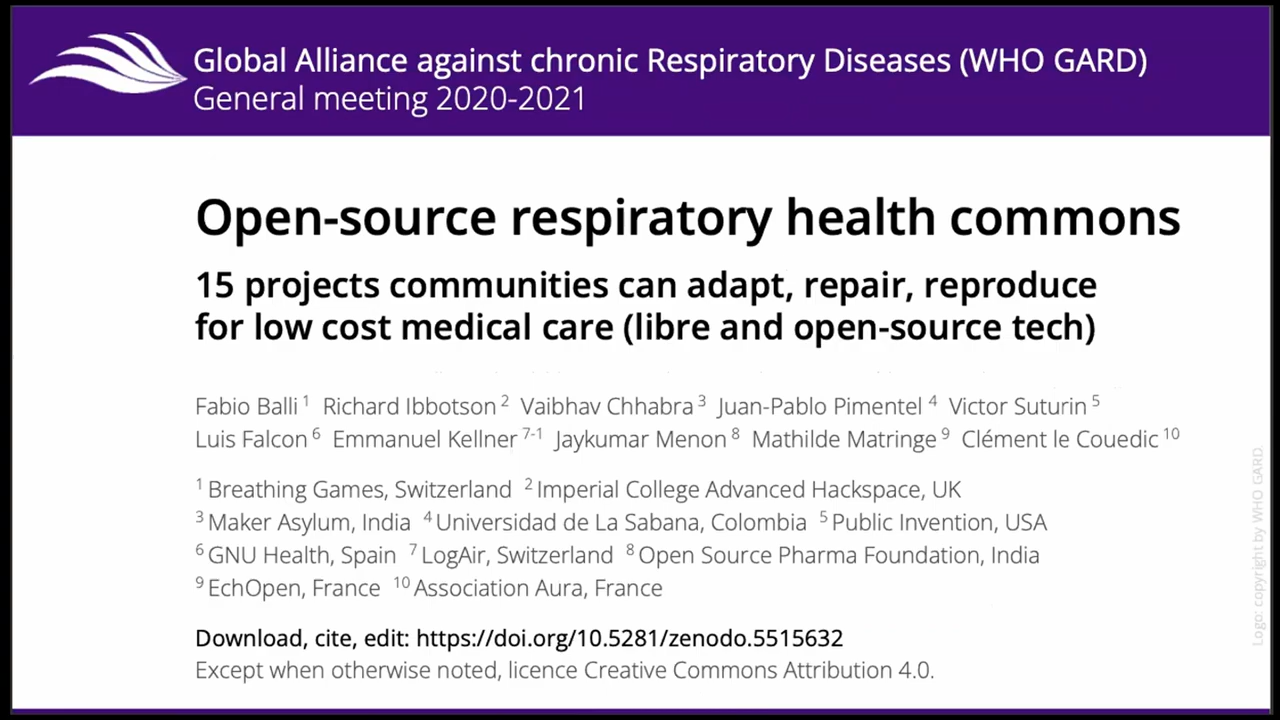 Global Alliance against chronic Respiratory Diseases (WHO GARD)
General meeting 2020-2021
Open-source respiratory health commons
15 projects communities can adapt, repair, reproduce
for low cost medical care (libre and open-source tech)
Fabio Balli 1 Richard Ibbotson 2 Vaibhav Chhabra 3 Juan-Pablo Pimentel 4 Victor Suturin 5
Luis Falcon 6 Emmanuel Kellner 7-1 Jaykumar Menon 8 Mathilde Matringe 9 Clément le Couedic 10
1 Breathing Games, Switzerland 2 Imperial College Advanced Hackspace, UK
3 Maker Asylum, India 4 Universidad de La Sabana, Colombia 5 Public Invention, USA
6 GNU Health, Spain 7 LogAir, Switzerland 8 Open Source Pharma Foundation, India
9 EchOpen, France 10 Association Aura, France
Download, cite, edit: https://doi.org/10.5281/zenodo.5515632
Except when otherwise noted, licence Creative Commons Attribution 4.0.
Logo: copyright by WHO GARD